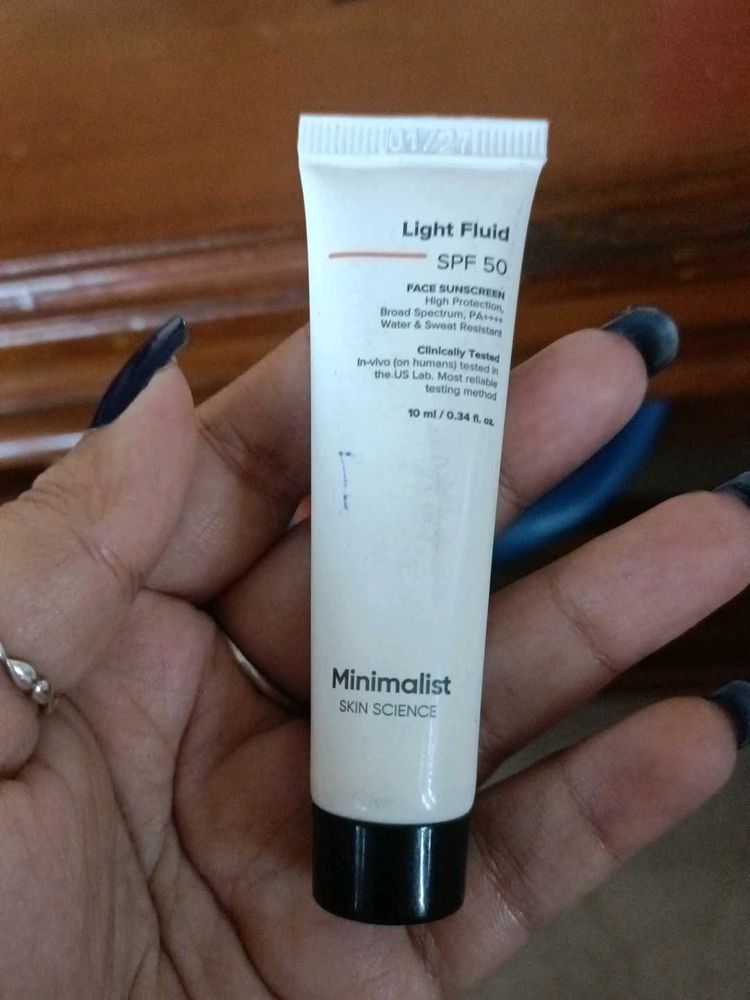 01/27
Light Fluid
SPF 50
FACE SUNSCREEN
High Protection,
Broad Spectrum, PA++++
Water & Sweat Resistant
Clinically Tested
In-vivo (on humans) tested in
the US Lab. Most reliable
testing method
10 ml / 0.34 fl. oz.
Minimalist
SKIN SCIENCE